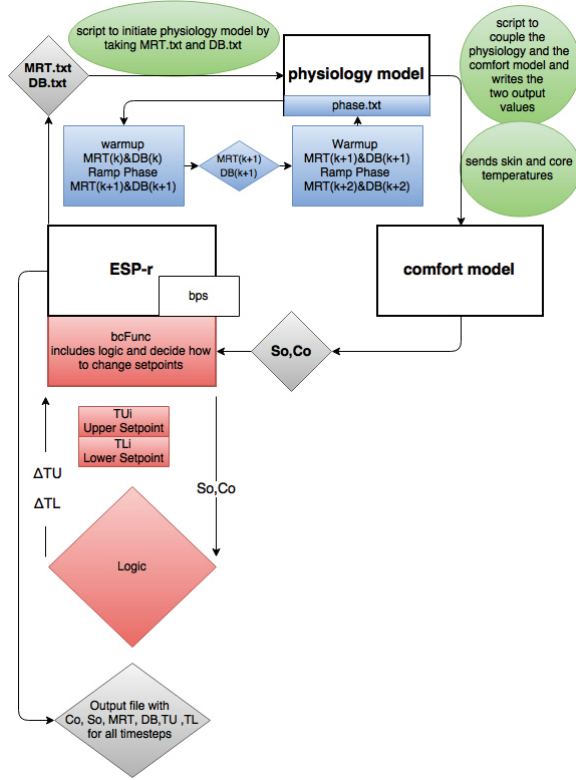 script to initiate physiology model by
taking MRT.txt and DB.txt
MRT.txt
DB.txt
physiology model
phase.txt
script to
couple the
physiology and the
comfort model and
writes the
two output
values
warmup
MRT(k)&DB(k)
Ramp Phase
MRT(k+1)&DB(k+1)
MRT(k+1)
DB(k+1)
Warmup
MRT(k+1)&DB(k+1)
Ramp Phase
MRT(k+2)&DB(k+2)
sends skin and core
temperatures
ESP-r
bps
comfort model
bcFunc
includes logic and decide how
to change setpoints
So,Co
TUi
Upper Setpoint
TLi
Lower Setpoint
ΔTU
ΔTL
So,Co
Logic
Output file with
Co, So, MRT, DB,TU ,TL
for all timesteps